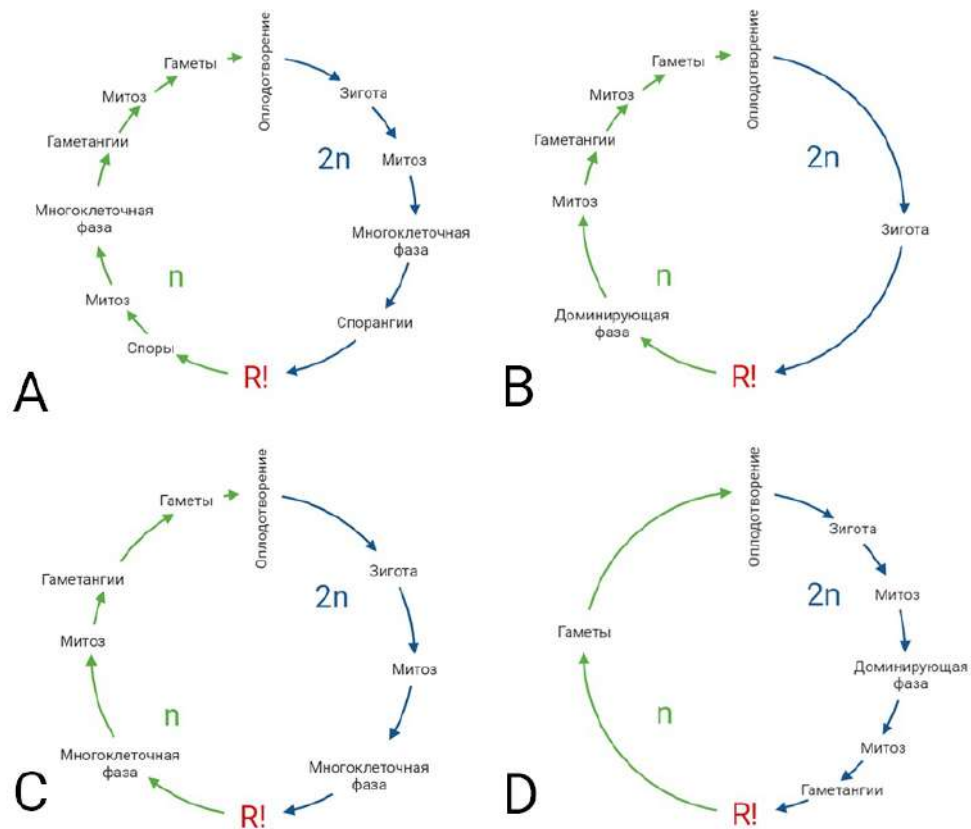 Оплодотворение
Зигота
Митоз
Многоклеточная
фаза
Спорангии
R!
Споры
Митоз
Многоклеточная
фаза
Гаметангии
Митоз
Гаметы
2n
n
A
Оплодотворение
Зигота
R!
Доминирующая
фаза
Митоз
Гаметангии
Митоз
Гаметы
2n
n
B
Оплодотворение
Зигота
Митоз
Многоклеточная
фаза
R!
Многоклеточная
фаза
Митоз
Гаметангии
Гаметы
2n
n
C
Оплодотворение
Зигота
Митоз
Доминирующая
фаза
Митоз
Гаметангии
R!
Гаметы
2n
n
D